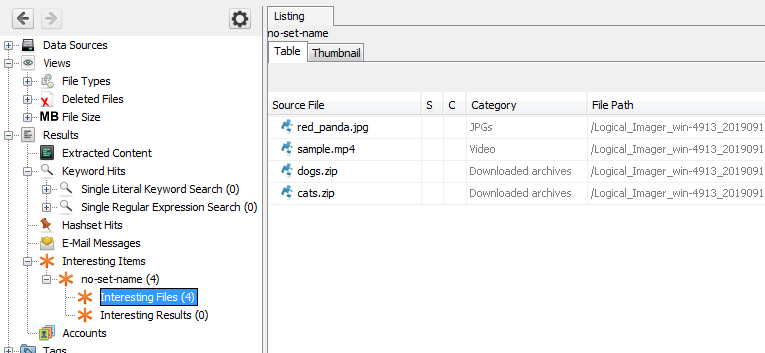 Data Sources
Views
File Types
Deleted Files
MB File Size
Results
Extracted Content
Keyword Hits
Single Literal Keyword Search (0)
Single Regular Expression Search (0)
Hashset Hits
E-Mail Messages
Interesting Items
no-set-name (4)
Interesting Files (4)
Interesting Results (0)
Accounts
Tags
Listing
no-set-name
Table Thumbnail
Source File S C Category File Path
red_panda.jpg JPGs /Logical_Imager_win-4913_2019091
sample.mp4 Video /Logical_Imager_win-4913_2019091
dogs.zip Downloaded archives /Logical_Imager_win-4913_2019091
cats.zip Downloaded archives /Logical_Imager_win-4913_2019091